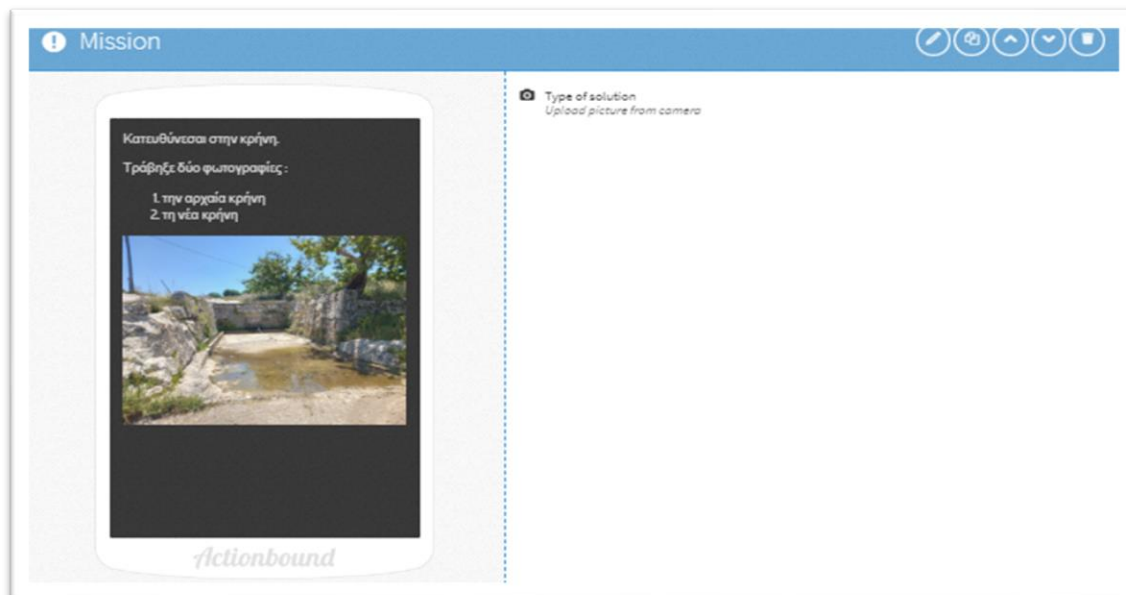 Mission
Type of solution
Upload picture from camera
Κατευθύνεσαι στην κρήνη.
Τράβηξε δύο φωτογραφίες :
1. την αρχαία κρήνη
2. τη νέα κρήνη
Actionbound